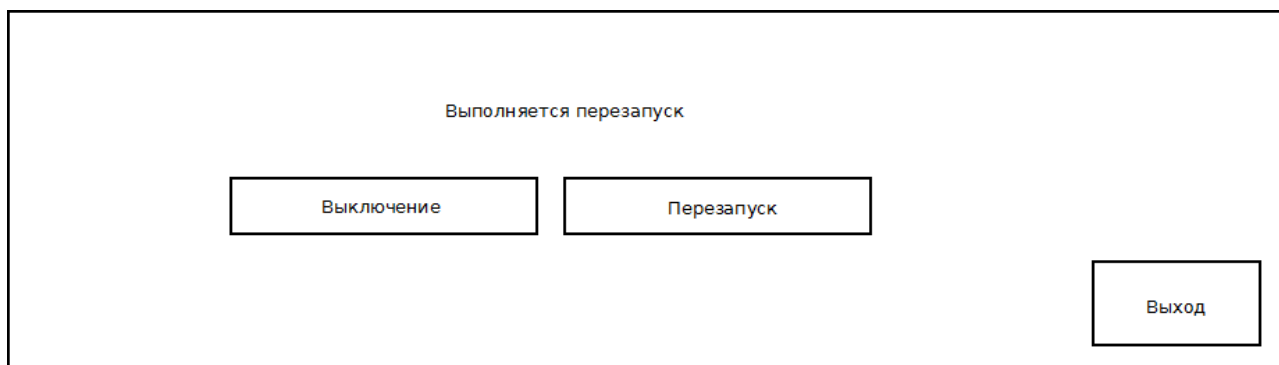 Выполняется перезапуск
Выключение
Перезапуск
Выход